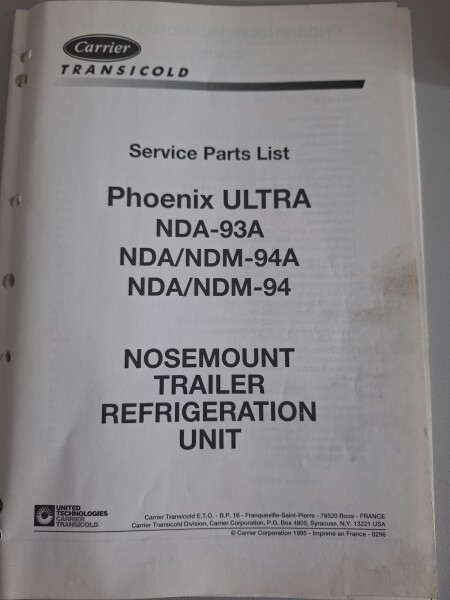 Carrier
TRANSICOLD
Service Parts List
Phoenix ULTRA
NDA-93A
NDA/NDM-94A
NDA/NDM-94
NOSEMOUNT
TRAILER
REFRIGERATION
UNIT
UNITED
TECHNOLOGIES
CARRIER
TRANSICOLD
Carrier Transicold E.T.O. - B.P. 16 - Franqueville-Saint-Pierre - 76520 Boos - FRANCE
Carrier Transicold Division, Carrier Corporation, P.O. Box 4805, Syracuse, N.Y. 13221 USA
© Carrier Corporation 1995 - Imprimé en France - 0296